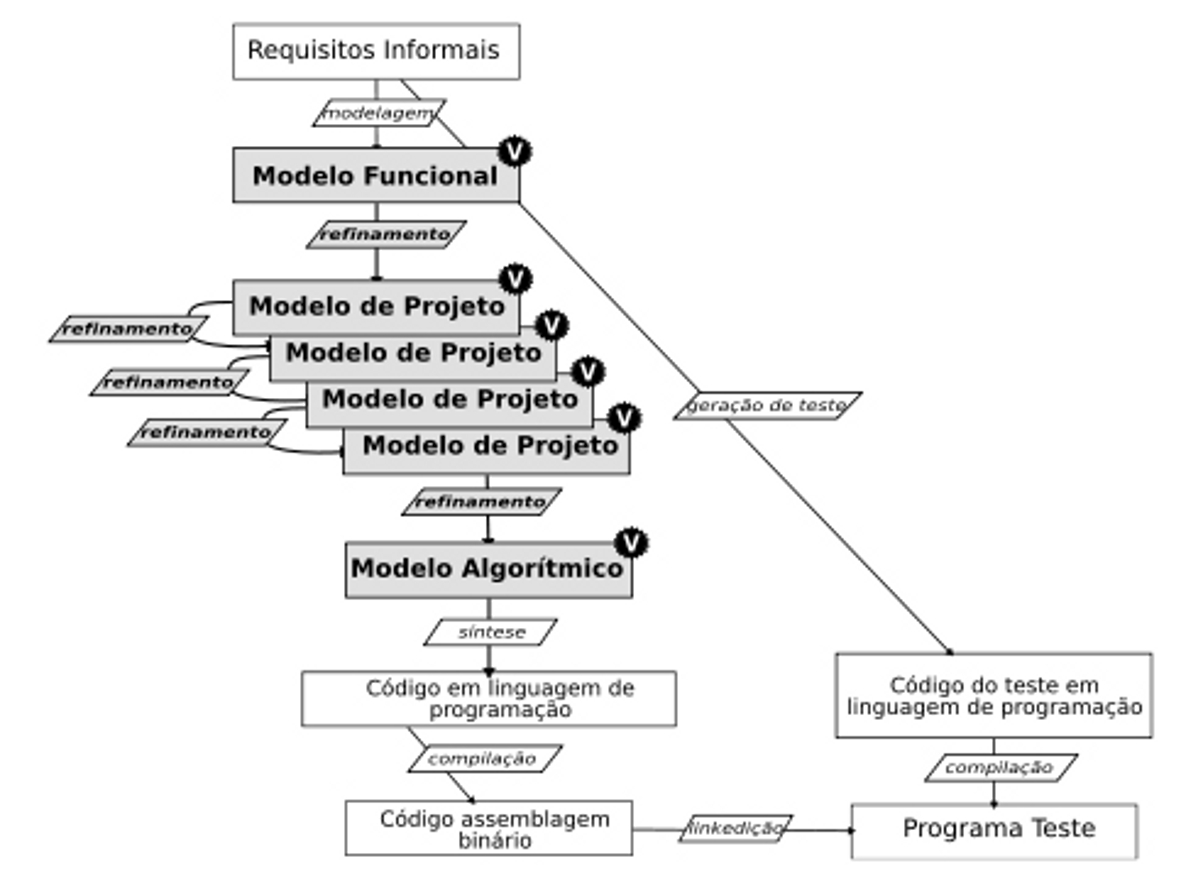 Requisitos Informais
modelagem
V
Modelo Funcional
refinamento
V
Modelo de Projeto
refinamento
V
Modelo de Projeto
refinamento
V
Modelo de Projeto
geração de teste
refinamento
V
Modelo de Projeto
refinamento
V
Modelo Algorítmico
síntese
Código em linguagem de
programação
Código do teste em
linguagem de programação
compilação
compilação
Código assemblagem
binário
linkedição
Programa Teste